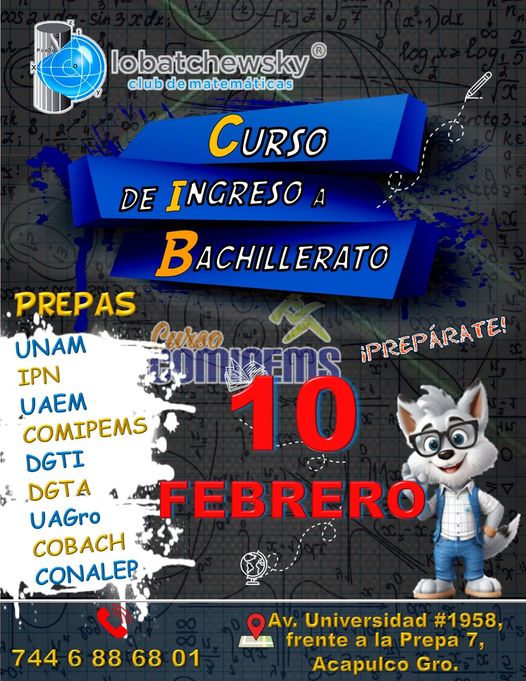 lobatchewsky®
club de matemáticas
CURSO
DE INGRESO A
BACHILLERATO
PREPAS
UNAM
IPN
UAEM
COMIPEMS
DGTI
DGTA
UAGro
COBACH
CONALEP
Curso
COMIPEMS
¡PREPÁRATE!
10
FEBRERO
744 6 88 68 01
Av. Universidad #1958,
frente a la Prepa 7,
Acapulco Gro.